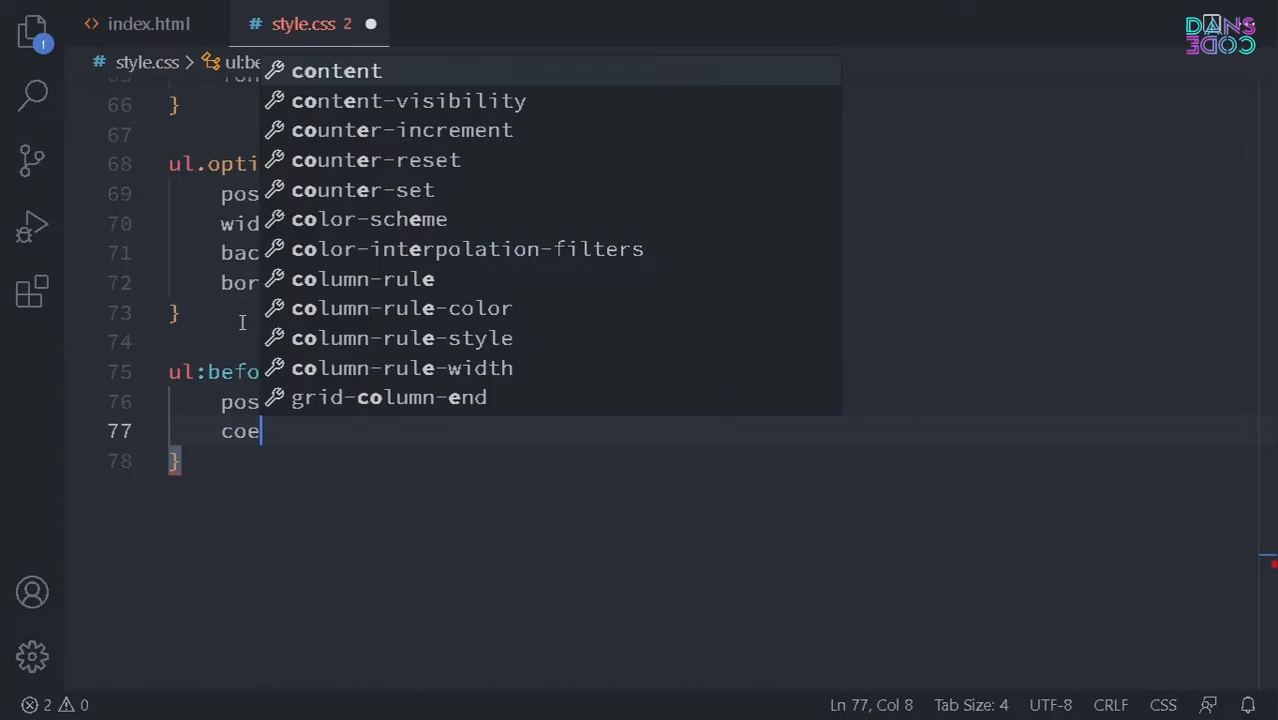 index.html
style.css 2
DANS
CODE
1
style.css > ul:be
content
66 }
content-visibility
67
counter-increment
68 ul.opti
counter-reset
69 pos
counter-set
70 wid
color-scheme
71 bac
color-interpolation-filters
72 bor
column-rule
73 }
column-rule-color
74
column-rule-style
75 ul:befo
column-rule-width
76 pos
grid-column-end
77 coe
78 }
2 0
Ln 77, Col 8 Tab Size: 4 UTF-8 CRLF CSS